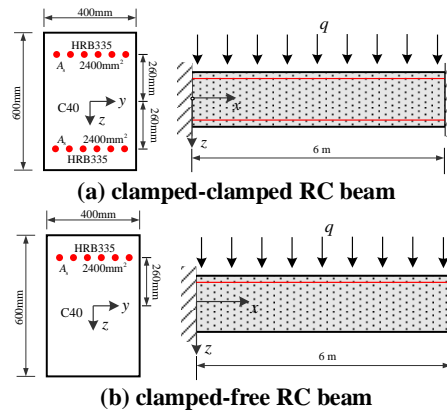 400mm
HRB335
Aₛ 2400mm²
600mm
260mm
C40
y
z
260mm
2400mm²
Aₛ
HRB335
q
x
z
6 m
(a) clamped-clamped RC beam
400mm
HRB335
Aₛ 2400mm²
600mm
260mm
C40
y
z
q
x
z
6 m
(b) clamped-free RC beam